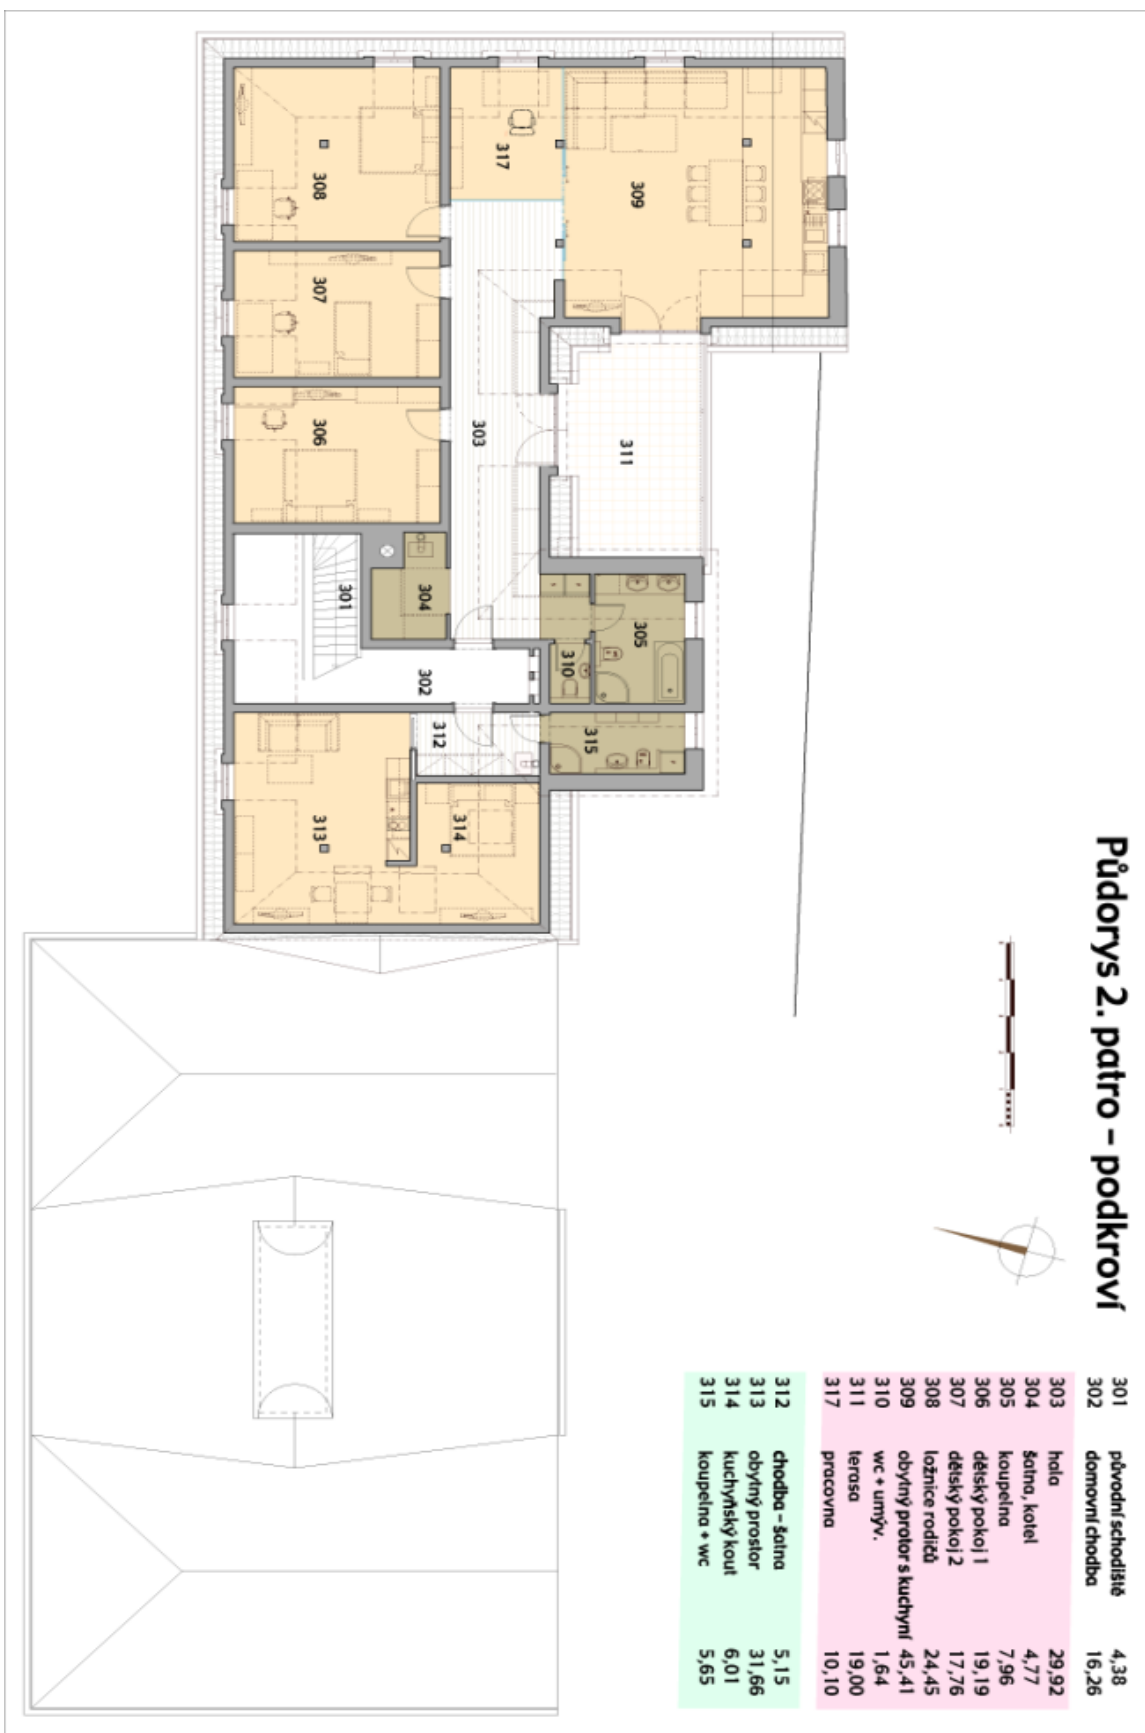 Půdorys 2. patro – podkroví
301 původní schodiště 4,38
302 domovní chodba 16,26
303 hala 29,92
304 šatna, kotel 4,77
305 koupelna 7,96
306 dětský pokoj 1 19,19
307 dětský pokoj 2 17,76
308 ložnice rodičů 24,45
309 obytný protor s kuchyní 45,41
310 wc + umýv. 1,64
311 terasa 19,00
317 pracovna 10,10
312 chodba – šatna 5,15
313 obytný prostor 31,66
314 kuchyňský kout 6,01
315 koupelna + wc 5,65
309
317
308
307
311
303
306
305
304
301
310
302
315
312
314
313